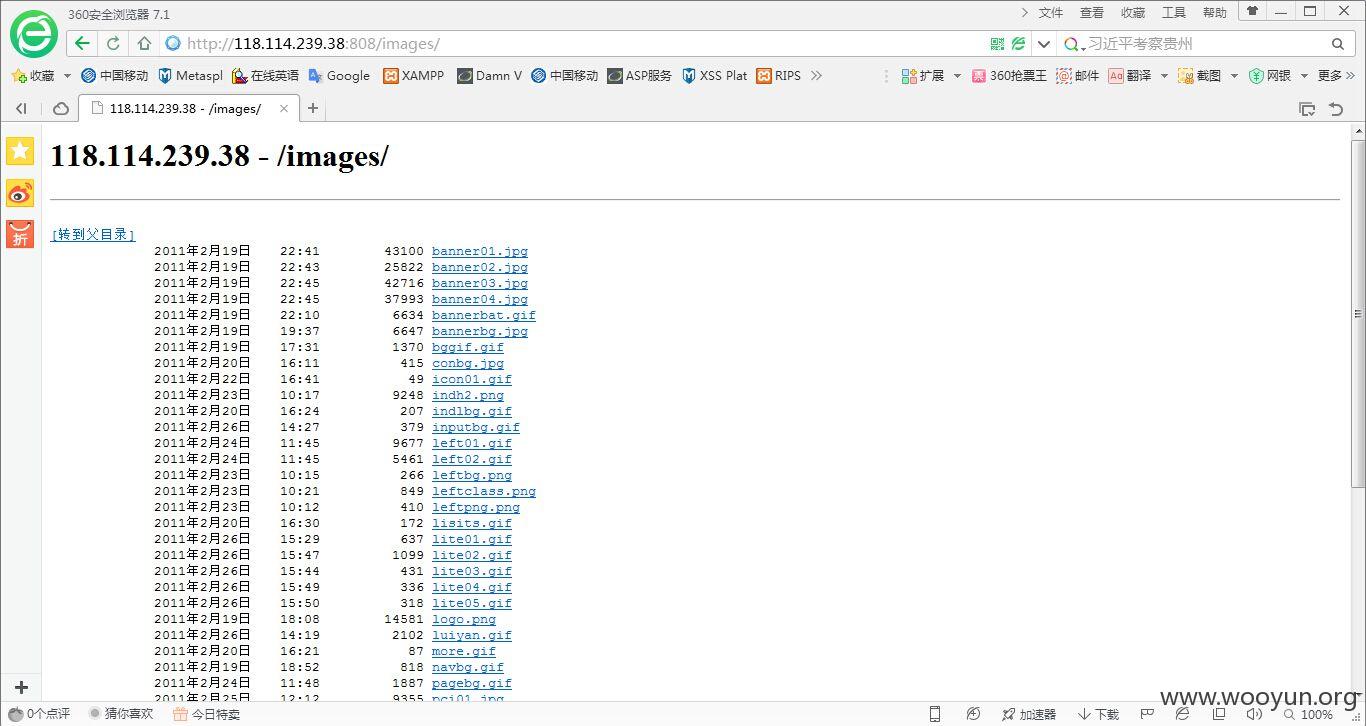 360安全浏览器 7.1
文件 查看 收藏 工具 帮助
http://118.114.239.38:808/images/
习近平考察贵州
收藏 中国移动 Metaspl 在线英语 Google XAMPP Damn V 中国移动 ASP服务 XSS Plat RIPS 扩展 360抢票王 邮件 翻译 截图 网银 更多
118.114.239.38 - /images/
118.114.239.38 - /images/
折
[转到父目录]
2011年2月19日 22:41 43100 banner01.jpg
2011年2月19日 22:43 25822 banner02.jpg
2011年2月19日 22:45 42716 banner03.jpg
2011年2月19日 22:45 37993 banner04.jpg
2011年2月19日 22:10 6634 bannerbat.gif
2011年2月19日 19:37 6647 bannerbg.jpg
2011年2月19日 17:31 1370 bggif.gif
2011年2月20日 16:11 415 conbg.jpg
2011年2月22日 16:41 49 icon01.gif
2011年2月23日 10:17 9248 indh2.png
2011年2月20日 16:24 207 indlbg.gif
2011年2月26日 14:27 379 inputbg.gif
2011年2月24日 11:45 9677 left01.gif
2011年2月24日 11:45 5461 left02.gif
2011年2月23日 10:15 266 leftbg.png
2011年2月23日 10:21 849 leftclass.png
2011年2月23日 10:12 410 leftpng.png
2011年2月20日 16:30 172 lisits.gif
2011年2月26日 15:29 637 lite01.gif
2011年2月26日 15:47 1099 lite02.gif
2011年2月26日 15:44 431 lite03.gif
2011年2月26日 15:49 336 lite04.gif
2011年2月26日 15:50 318 lite05.gif
2011年2月19日 18:08 14581 logo.png
2011年2月26日 14:19 2102 luiyan.gif
2011年2月20日 16:21 87 more.gif
2011年2月19日 18:52 818 navbg.gif
2011年2月24日 11:48 1887 pagebg.gif
2011年2月25日 12:12 9355 pci01.jpg
www.wooyun.org
0个点评 猜你喜欢 今日特卖 加速器 下载 100%